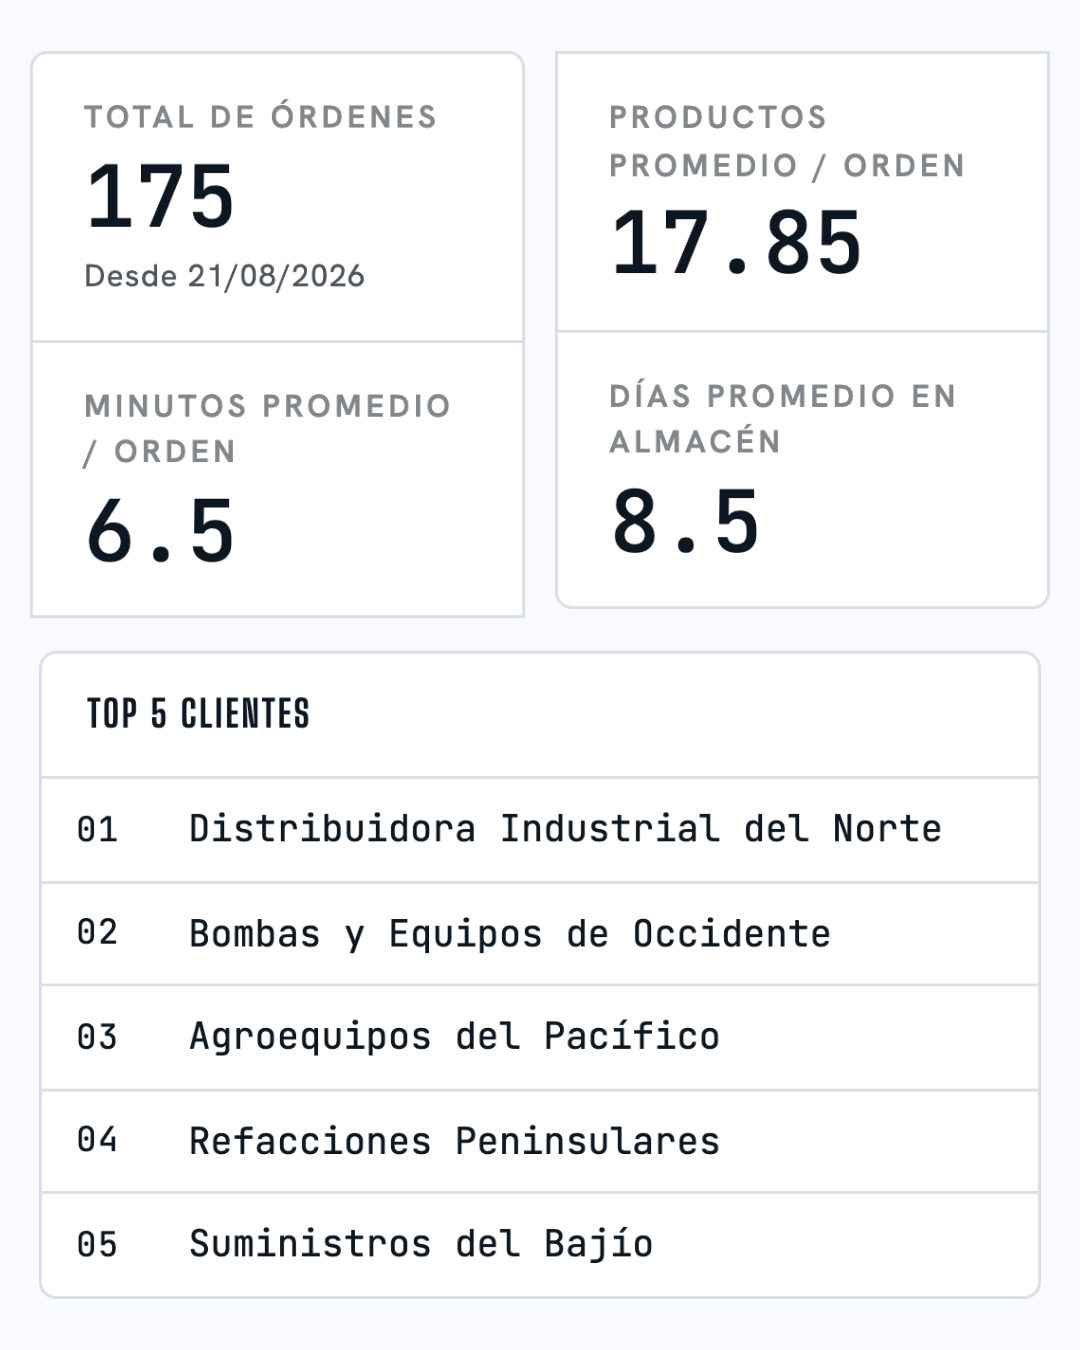 TOTAL DE ÓRDENES
175
Desde 21/08/2026
MINUTOS PROMEDIO
/ ORDEN
6.5
PRODUCTOS
PROMEDIO / ORDEN
17.85
DÍAS PROMEDIO EN
ALMACÉN
8.5
TOP 5 CLIENTES
01 Distribuidora Industrial del Norte
02 Bombas y Equipos de Occidente
03 Agroequipos del Pacífico
04 Refacciones Peninsulares
05 Suministros del Bajío